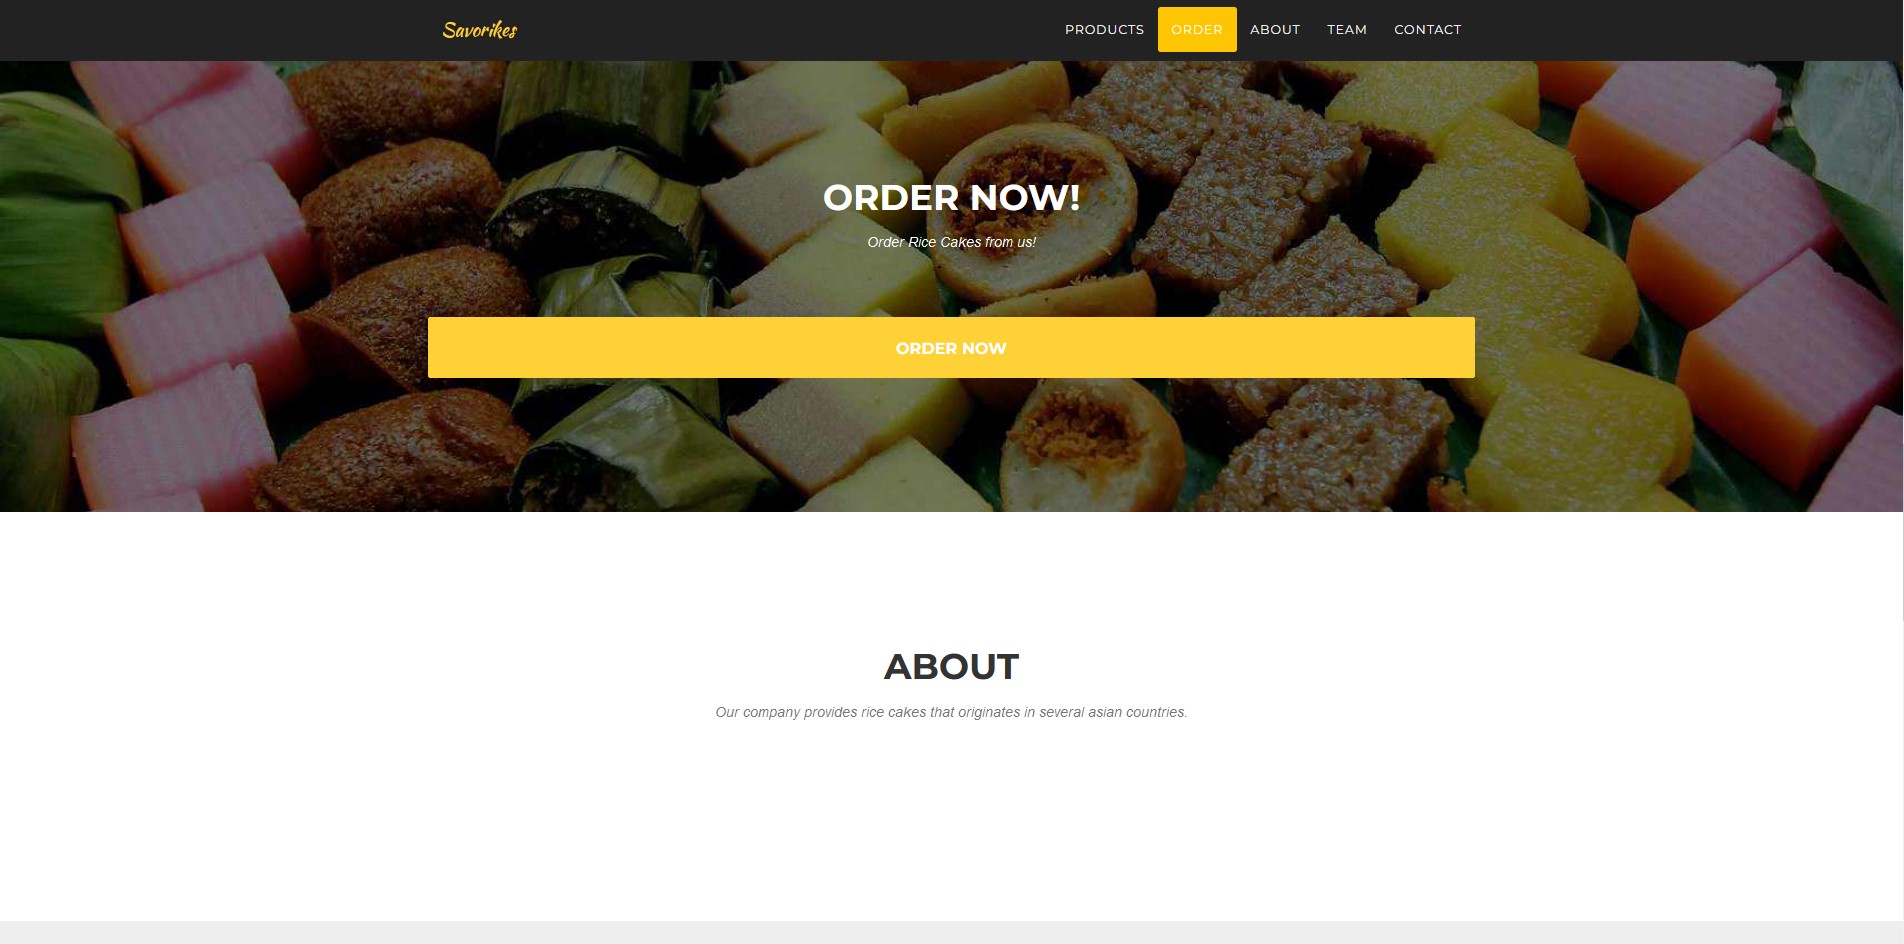 Savorikes
PRODUCTS ORDER ABOUT TEAM CONTACT
ORDER NOW!
Order Rice Cakes from us!
ORDER NOW
ABOUT
Our company provides rice cakes that originates in several asian countries.